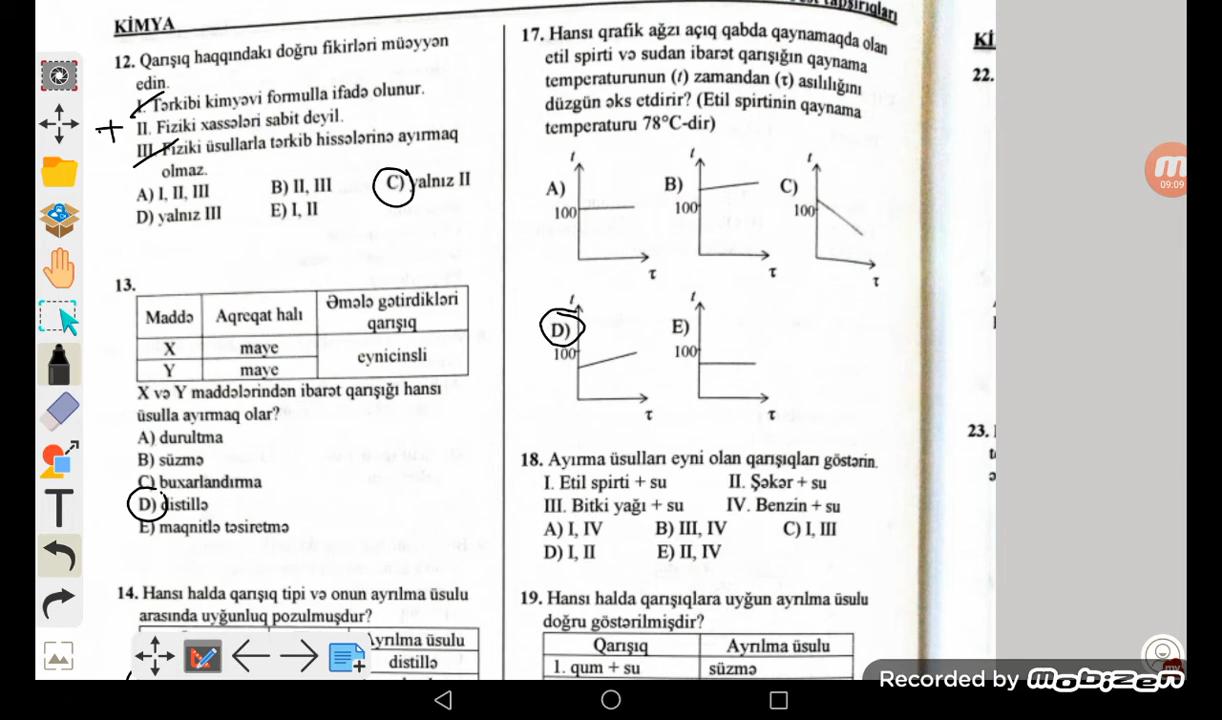 KİMYA
12. Qarışıq haqqındakı doğru fikirləri müəyyən
edin.
I. Tərkibi kimyəvi formulla ifadə olunur.
+ II. Fiziki xassələri sabit deyil.
III. Fiziki üsullarla tərkib hissələrinə ayırmaq
olmaz.
A) I, II, III B) II, III C) yalnız II
D) yalnız III E) I, II
13.
Maddə Aqreqat halı Əmələ gətirdikləri
qarışıq
X maye eynicinsli
Y maye
X və Y maddələrindən ibarət qarışığı hansı
üsulla ayırmaq olar?
A) durultma
B) süzmə
C) buxarlandırma
D) distillə
E) maqnitlə təsiretmə
14. Hansı halda qarışıq tipi və onun ayrılma üsulu
arasında uyğunluq pozulmuşdur?
Ayrılma üsulu
distillə
tapşırıqları
17. Hansı qrafik ağzı açıq qabda qaynamaqda olan
etil spirti və sudan ibarət qarışığın qaynama
temperaturunun (t) zamandan (τ) asılılığını
düzgün əks etdirir? (Etil spirtinin qaynama
temperaturu 78°C-dir)
t t t
A) B) C)
100 100 100
τ τ τ
t t
D) E)
100 100
τ τ
18. Ayırma üsulları eyni olan qarışıqları göstərin.
I. Etil spirti + su II. Şəkər + su
III. Bitki yağı + su IV. Benzin + su
A) I, IV B) III, IV C) I, III
D) I, II E) II, IV
19. Hansı halda qarışıqlara uyğun ayrılma üsulu
doğru göstərilmişdir?
Qarışıq Ayrılma üsulu
1. qum + su süzmə
Kİ
22.
23.
T
09:09
Recorded by mobizen